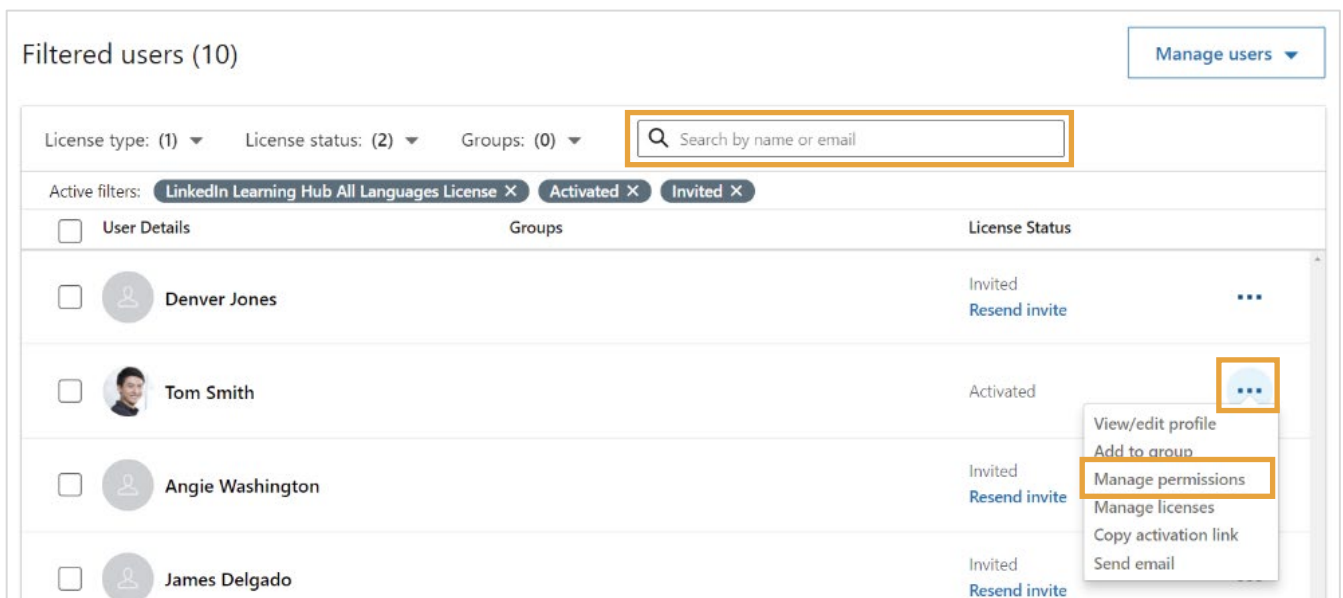 Filtered users (10)
Manage users
License type: (1) License status: (2) Groups: (0) Search by name or email
Active filters: LinkedIn Learning Hub All Languages License × Activated × Invited ×
User Details Groups License Status
Denver Jones Invited
Resend invite
Tom Smith Activated
View/edit profile
Add to group
Manage permissions
Manage licenses
Copy activation link
Send email
Angie Washington Invited
Resend invite
James Delgado Invited
Resend invite